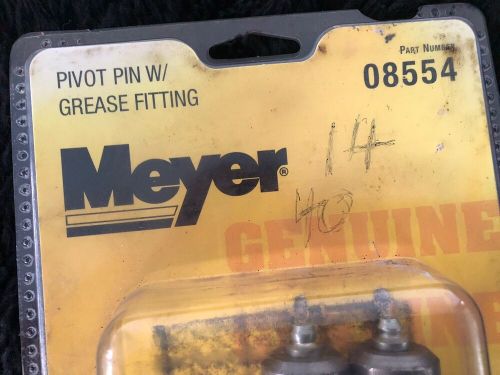 PIVOT PIN W/
GREASE FITTING
PART NUMBER
08554
Meyer®
14
40
GENUINE